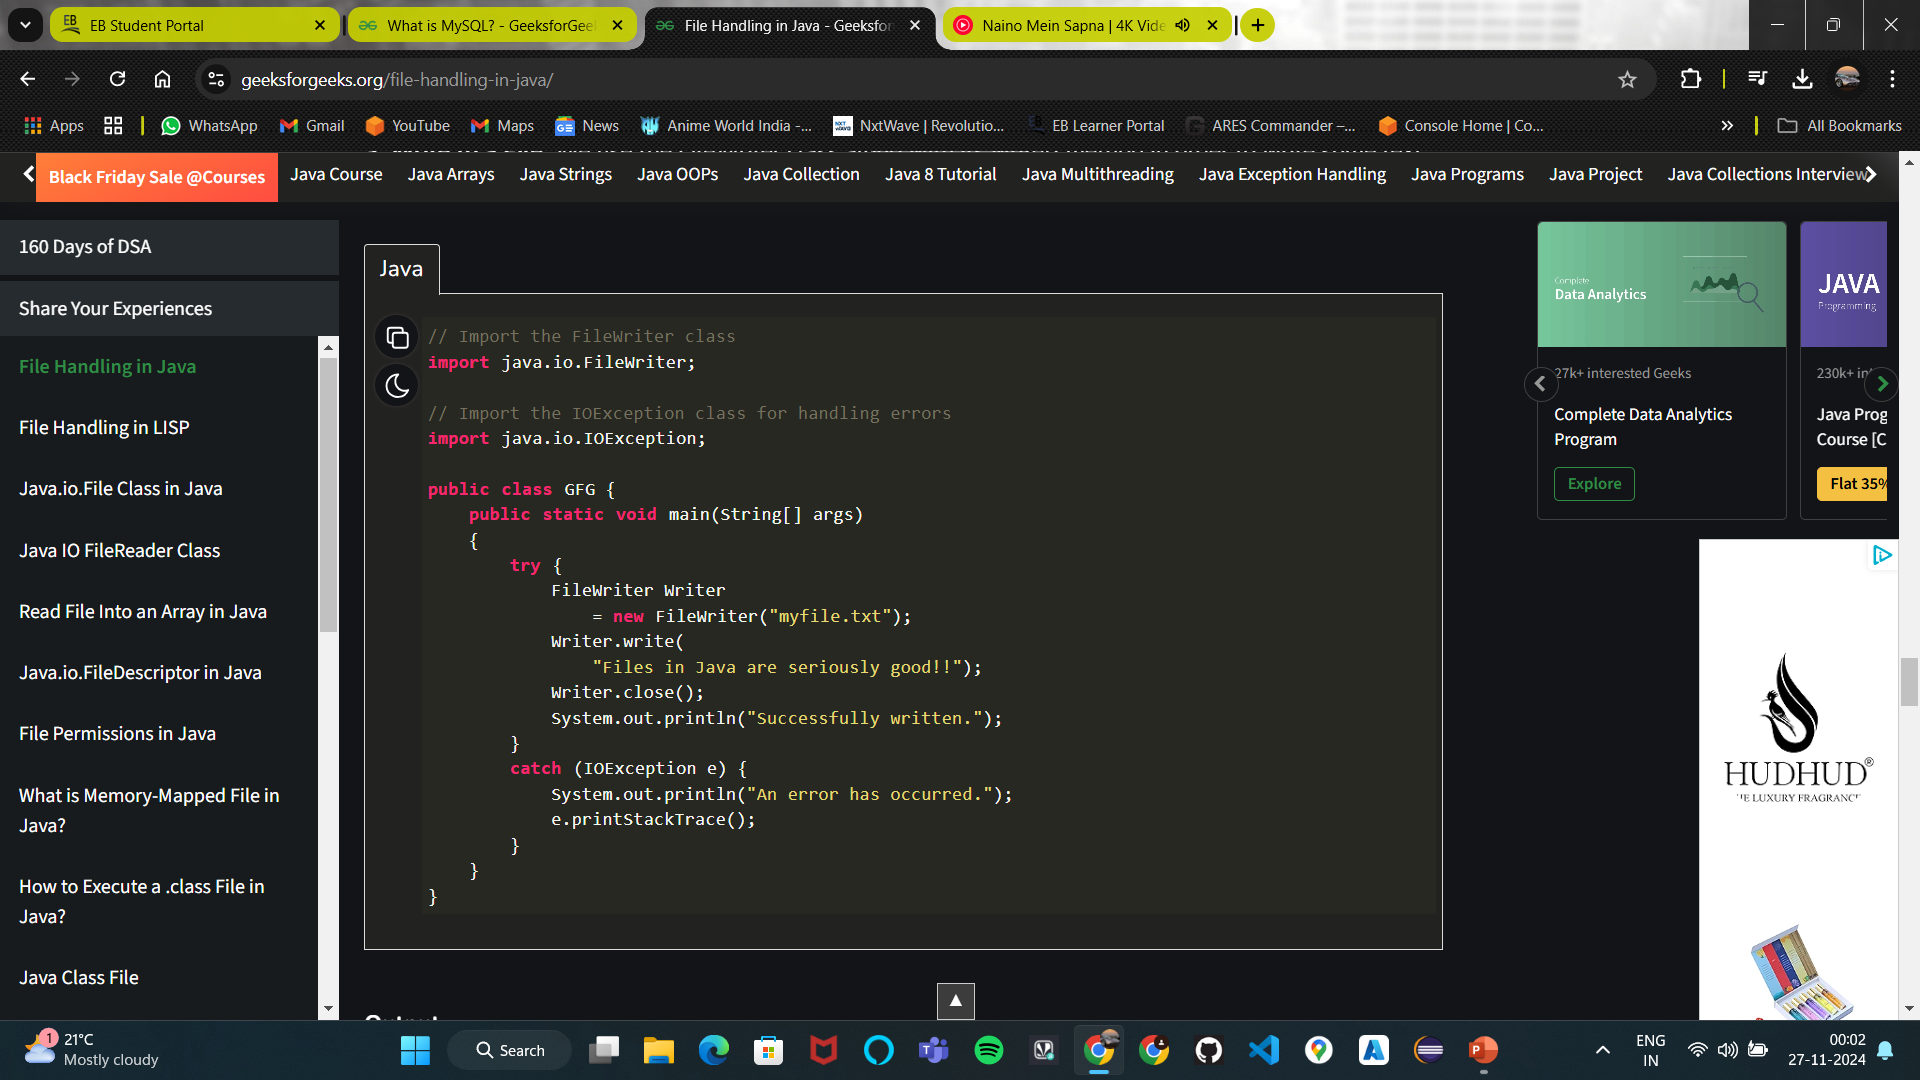 EB Student Portal
What is MySQL? - GeeksforGee
File Handling in Java - Geeksfor
Naino Mein Sapna | 4K Vide
geeksforgeeks.org/file-handling-in-java/
Apps
WhatsApp
Gmail
YouTube
Maps
News
Anime World India -...
NxtWave | Revolutio...
EB Learner Portal
ARES Commander –...
Console Home | Co...
All Bookmarks
Black Friday Sale @Courses
Java Course
Java Arrays
Java Strings
Java OOPs
Java Collection
Java 8 Tutorial
Java Multithreading
Java Exception Handling
Java Programs
Java Project
Java Collections Interview
160 Days of DSA
Share Your Experiences
File Handling in Java
File Handling in LISP
Java.io.File Class in Java
Java IO FileReader Class
Read File Into an Array in Java
Java.io.FileDescriptor in Java
File Permissions in Java
What is Memory-Mapped File in
Java?
How to Execute a .class File in
Java?
Java Class File
Java
// Import the FileWriter class
import java.io.FileWriter;
// Import the IOException class for handling errors
import java.io.IOException;
public class GFG {
public static void main(String[] args)
{
try {
FileWriter Writer
= new FileWriter("myfile.txt");
Writer.write(
"Files in Java are seriously good!!");
Writer.close();
System.out.println("Successfully written.");
}
catch (IOException e) {
System.out.println("An error has occurred.");
e.printStackTrace();
}
}
}
Complete
Data Analytics
27k+ interested Geeks
Complete Data Analytics
Program
Explore
JAVA
Programming
230k+ in
Java Prog
Course [C
Flat 35%
HUDHUD®
LUXURY FRAGRANC
21°C
Mostly cloudy
1
Search
ENG
IN
00:02
27-11-2024